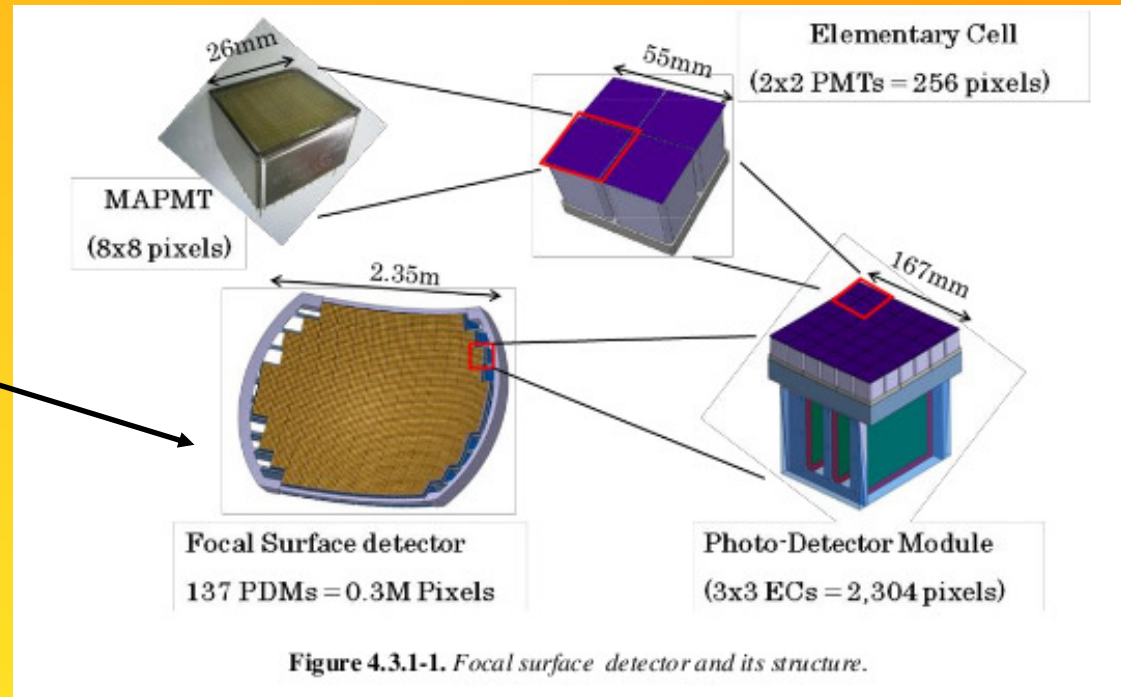 26mm
MAPMT
(8x8 pixels)
55mm
Elementary Cell
(2x2 PMTs = 256 pixels)
2.35m
167mm
Focal Surface detector
137 PDMs = 0.3M Pixels
Photo-Detector Module
(3x3 ECs = 2,304 pixels)
Figure 4.3.1-1. Focal surface detector and its structure.